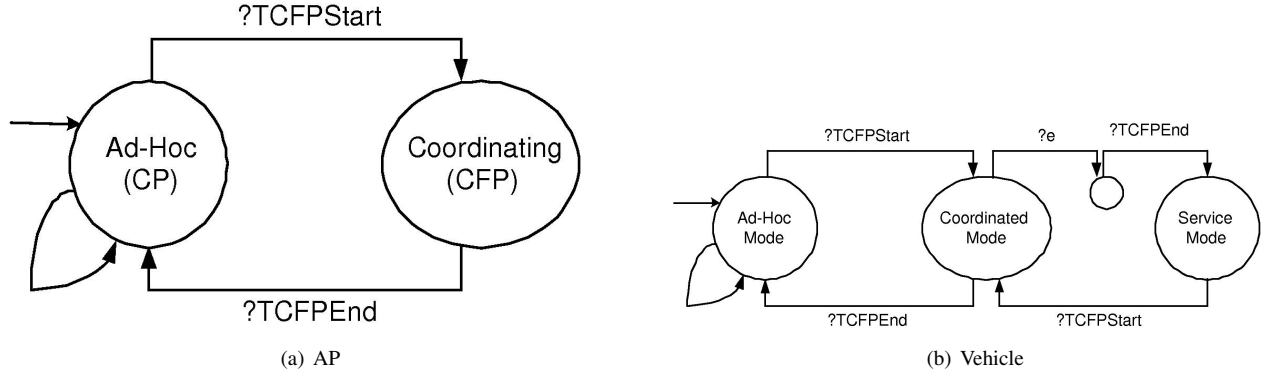 ?TCFPStart
Ad-Hoc
(CP)
Coordinating
(CFP)
?TCFPEnd
(a) AP
?TCFPStart
?e
?TCFPEnd
Ad-Hoc
Mode
Coordinated
Mode
Service
Mode
?TCFPEnd
?TCFPStart
(b) Vehicle